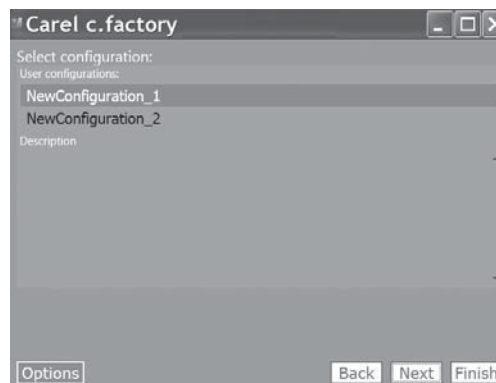 Carel c.factory
Select configuration:
User configurations:
NewConfiguration_1
NewConfiguration_2
Description
Options Back Next Finish